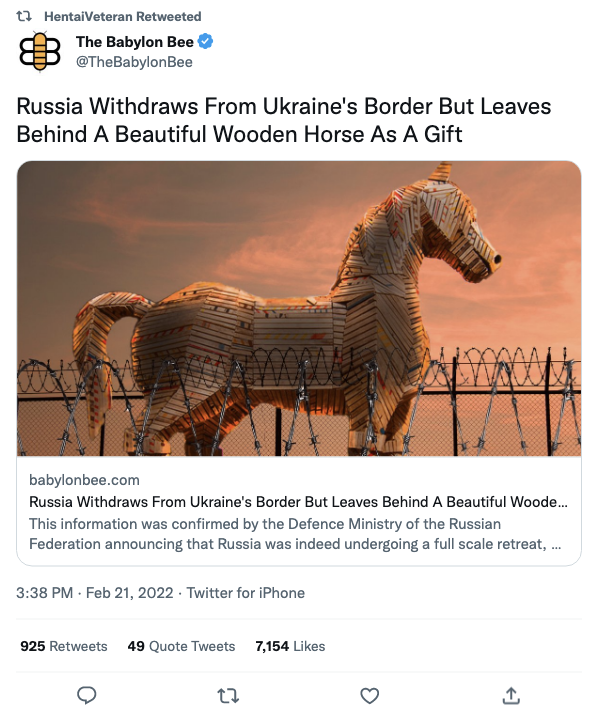 HentaiVeteran Retweeted
The Babylon Bee
@TheBabylonBee
Russia Withdraws From Ukraine's Border But Leaves
Behind A Beautiful Wooden Horse As A Gift
babylonbee.com
Russia Withdraws From Ukraine's Border But Leaves Behind A Beautiful Woode...
This information was confirmed by the Defence Ministry of the Russian
Federation announcing that Russia was indeed undergoing a full scale retreat, ...
3:38 PM · Feb 21, 2022 · Twitter for iPhone
925 Retweets 49 Quote Tweets 7,154 Likes